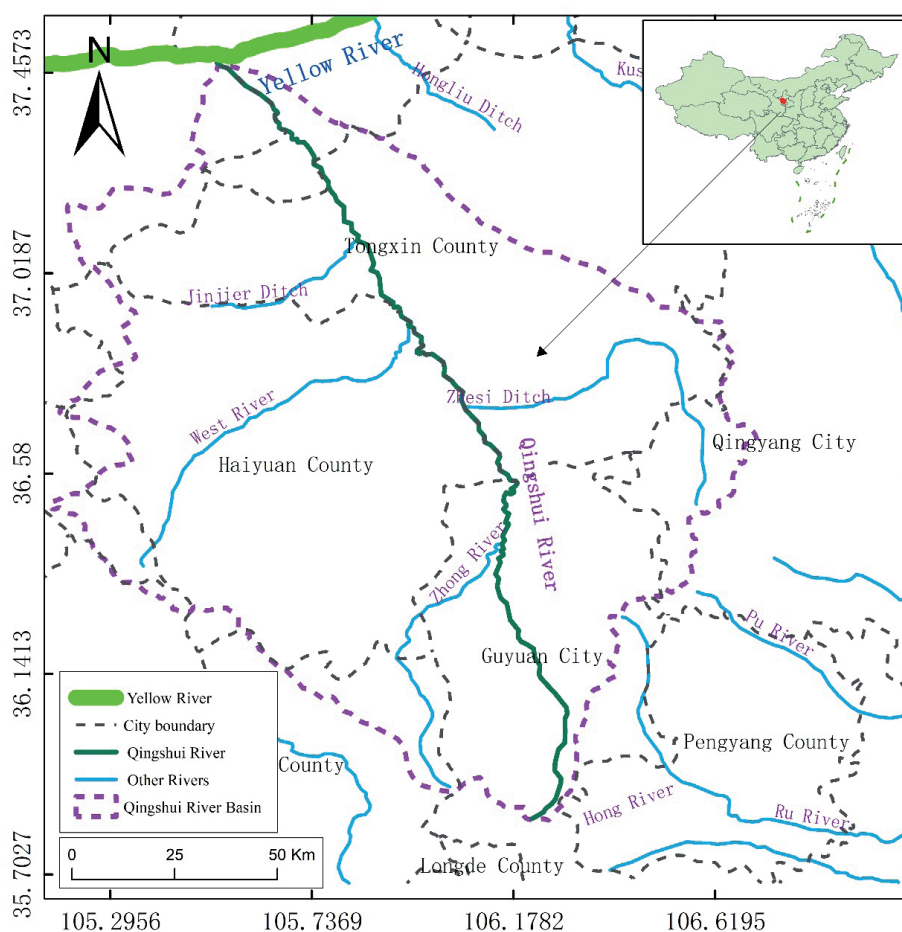 N
Yellow River
Hongliu Ditch
Kus
Tongxin County
Jinjier Ditch
Zhesi Ditch
West River
Qingyang City
Haiyuan County
Qingshui River
Zhong River
Pu River
Guyuan City
Pengyang County
County
Hong River
Ru River
Longde County
Yellow River
City boundary
Qingshui River
Other Rivers
Qingshui River Basin
0 25 50 Km
37.4573
37.0187
36.58
36.1413
35.7027
105.2956 105.7369 106.1782 106.6195